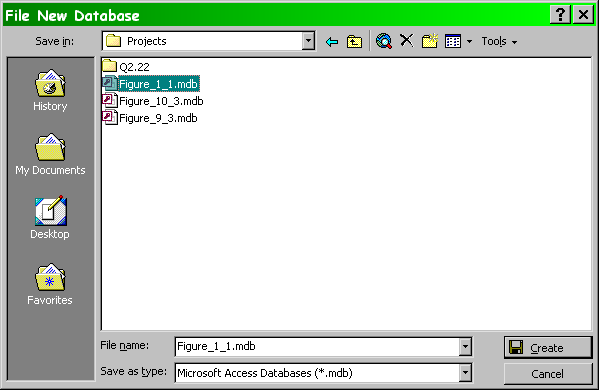 File New Database
Save in: Projects Tools
Q2.22
Figure_1_1.mdb
Figure_10_3.mdb
Figure_9_3.mdb
History
My Documents
Desktop
Favorites
File name: Figure_1_1.mdb Create
Save as type: Microsoft Access Databases (*.mdb) Cancel